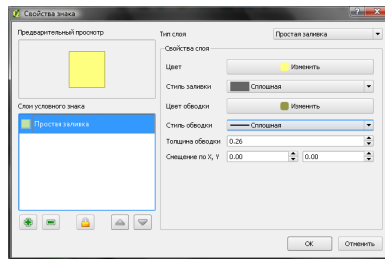 Свойства знака
Предварительный просмотр
Тип слоя
Простая заливка
Свойства слоя
Цвет
Изменить
Стиль заливки
Сплошная
Слои условного знака
Цвет обводки
Изменить
Простая заливка
Стиль обводки
Сплошная
Толщина обводки
0.26
Смещение по X, Y
0.00
0.00
ОК
Отменить